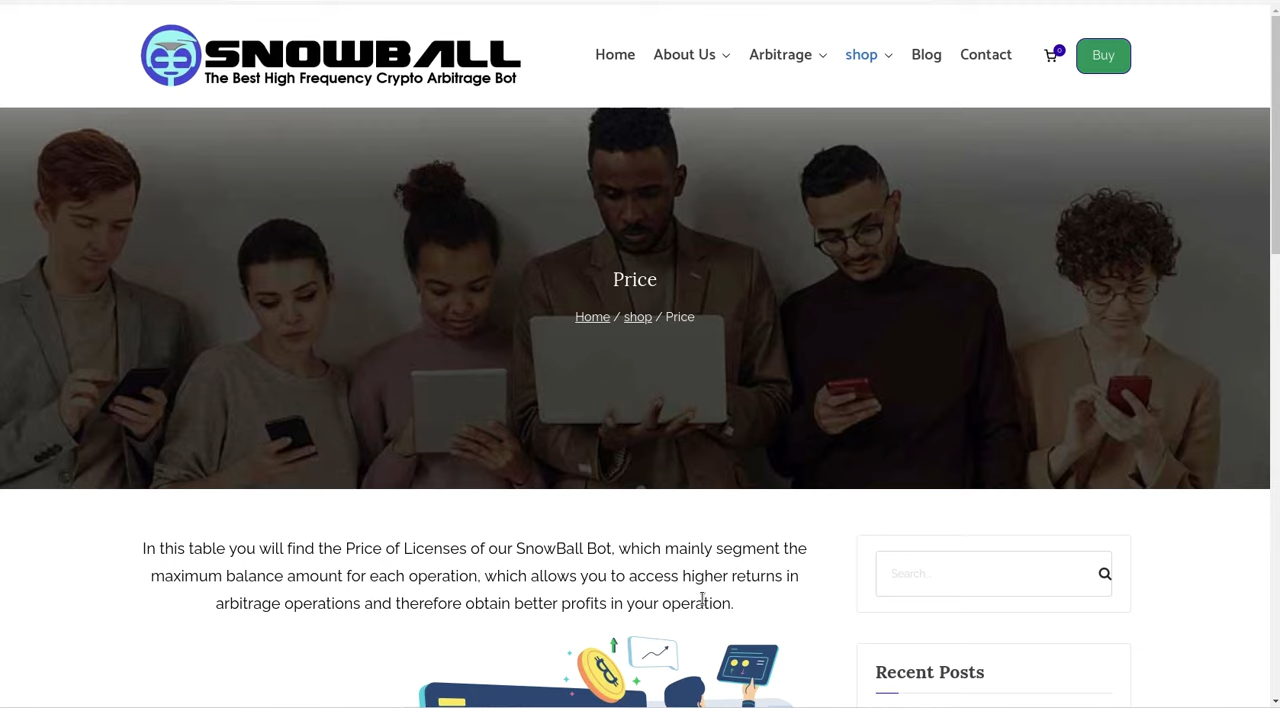 SNOWBALL
The Best High Frequency Crypto Arbitrage Bot
Home About Us Arbitrage shop Blog Contact 0 Buy
Price
Home / shop / Price
In this table you will find the Price of Licenses of our SnowBall Bot, which mainly segment the
maximum balance amount for each operation, which allows you to access higher returns in
arbitrage operations and therefore obtain better profits in your operation.
Search...
Recent Posts